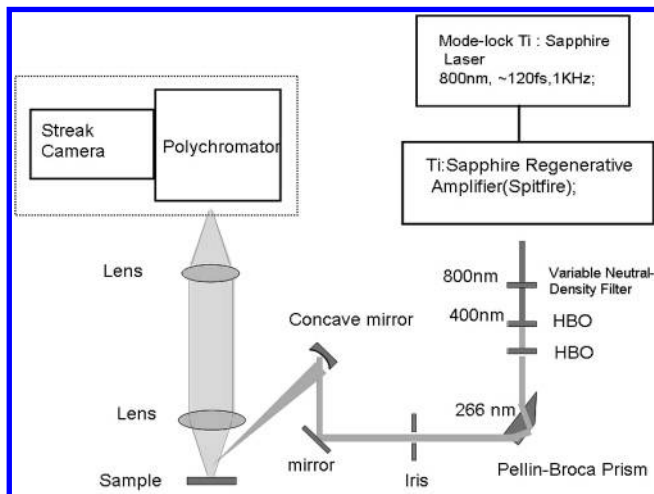 Mode-lock Ti : Sapphire
Laser
800nm, ~120fs,1KHz;
Streak
Camera
Polychromator
Ti:Sapphire Regenerative
Amplifier(Spitfire);
Lens
800nm
Variable Neutral-
Density Filter
400nm
HBO
Concave mirror
HBO
Lens
266 nm
mirror
Iris
Pellin-Broca Prism
Sample